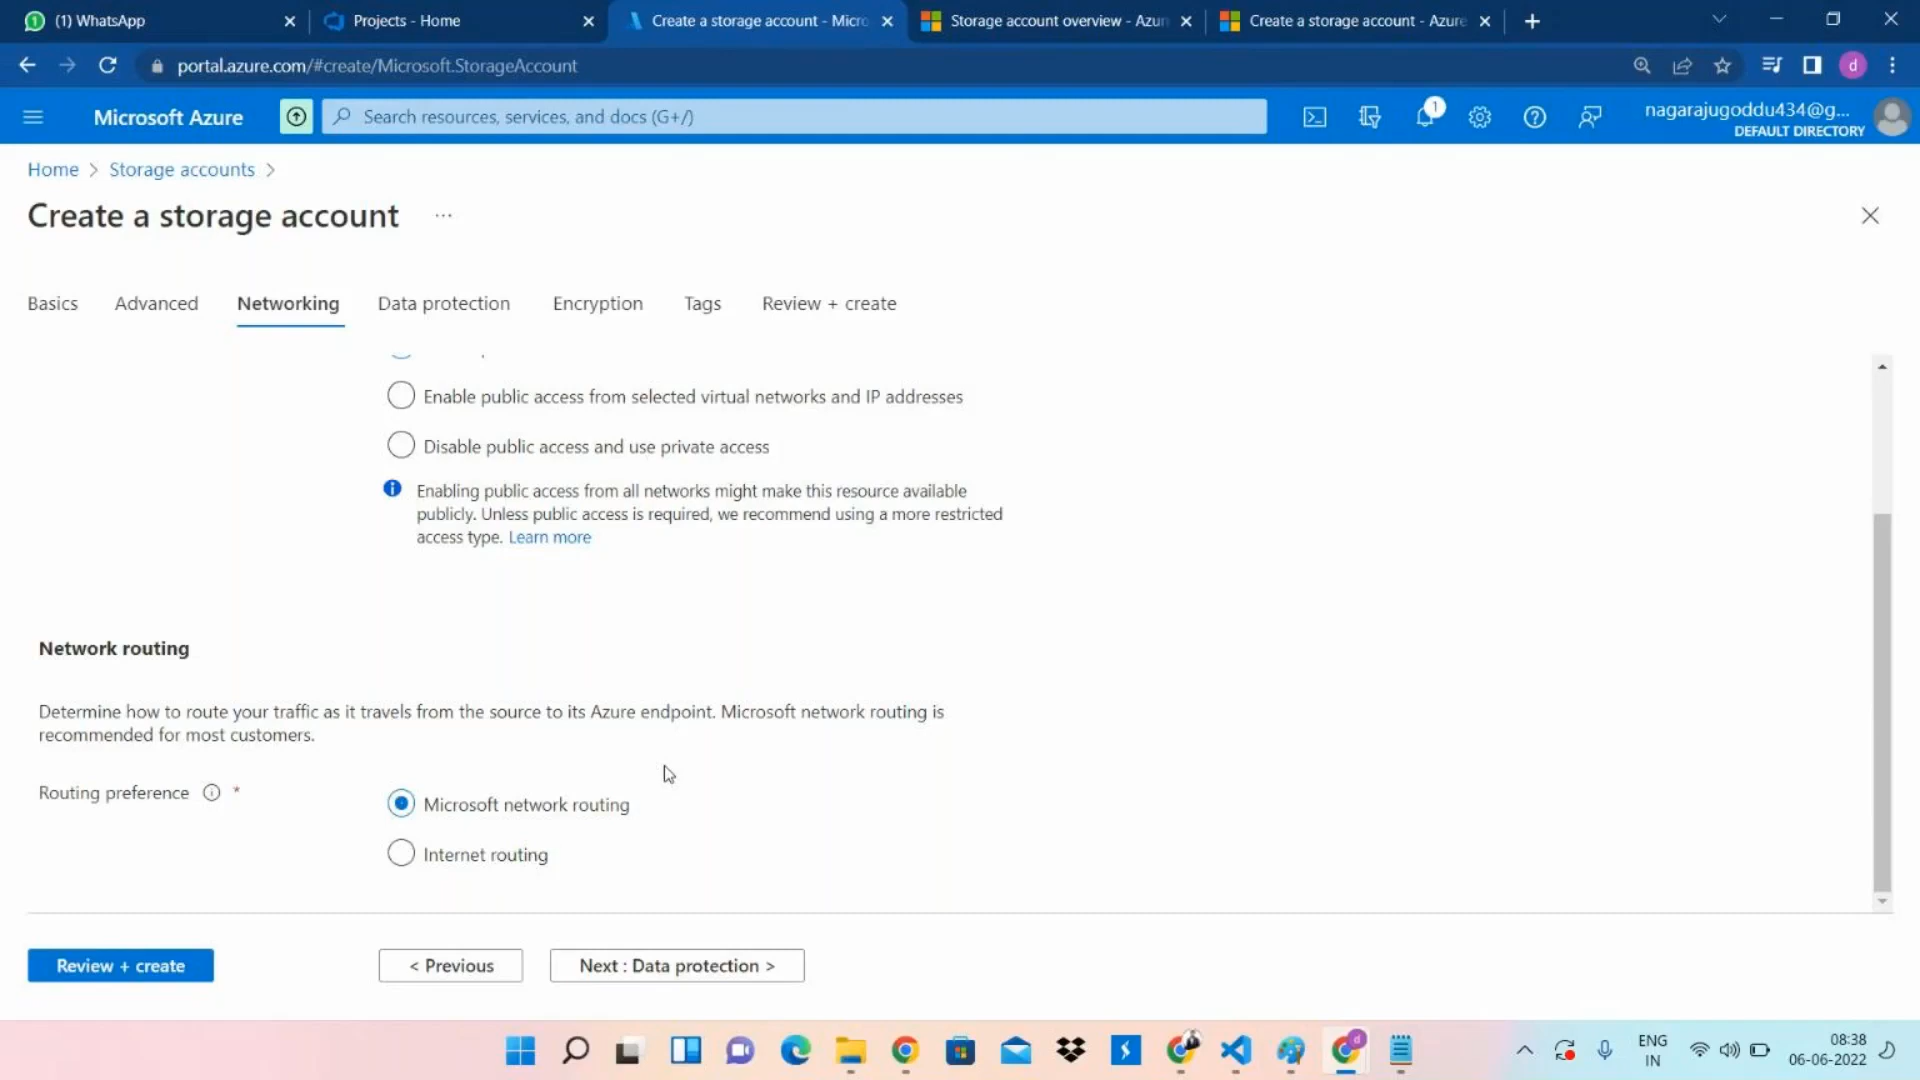 (1) WhatsApp
Projects - Home
Create a storage account - Micro
Storage account overview - Azur
Create a storage account - Azure
portal.azure.com/#create/Microsoft.StorageAccount
d
Microsoft Azure
Search resources, services, and docs (G+/)
1
nagarajugoddu434@g...
DEFAULT DIRECTORY
Home > Storage accounts >
Create a storage account ...
Basics
Advanced
Networking
Data protection
Encryption
Tags
Review + create
Enable public access from selected virtual networks and IP addresses
Disable public access and use private access
Enabling public access from all networks might make this resource available
publicly. Unless public access is required, we recommend using a more restricted
access type. Learn more
Network routing
Determine how to route your traffic as it travels from the source to its Azure endpoint. Microsoft network routing is
recommended for most customers.
Routing preference *
Microsoft network routing
Internet routing
Review + create
< Previous
Next : Data protection >
ENG
IN
08:38
06-06-2022